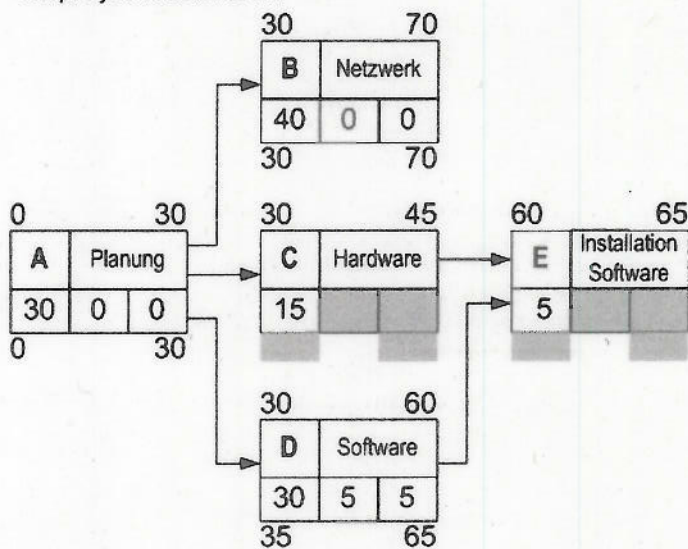 30 70
B Netzwerk
40 0 0
30 70
0 30
A Planung
30 0 0
0 30
30 45
C Hardware
15
60 65
E Installation
Software
5
30 60
D Software
30 5 5
35 65